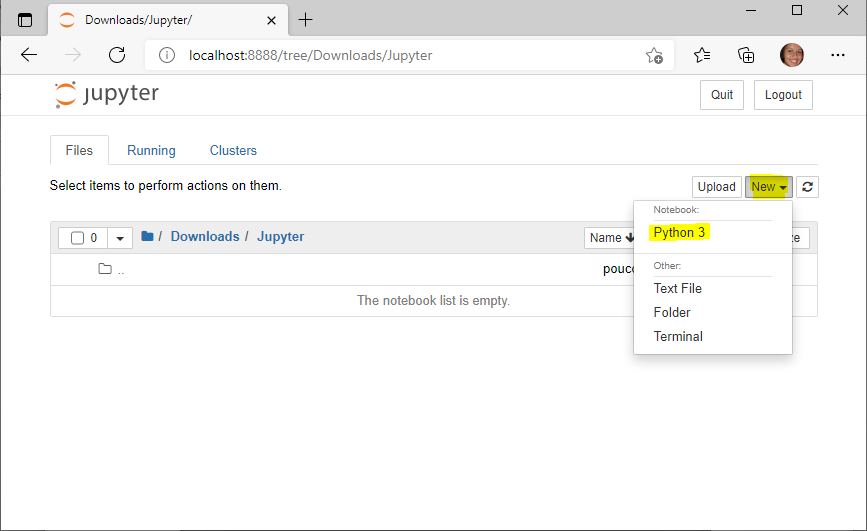 Downloads/Jupyter/
localhost:8888/tree/Downloads/Jupyter
jupyter
Quit Logout
Files Running Clusters
Select items to perform actions on them.
Upload New
Notebook:
0 / Downloads / Jupyter Name
Python 3
Other:
..
Text File
The notebook list is empty.
Folder
Terminal